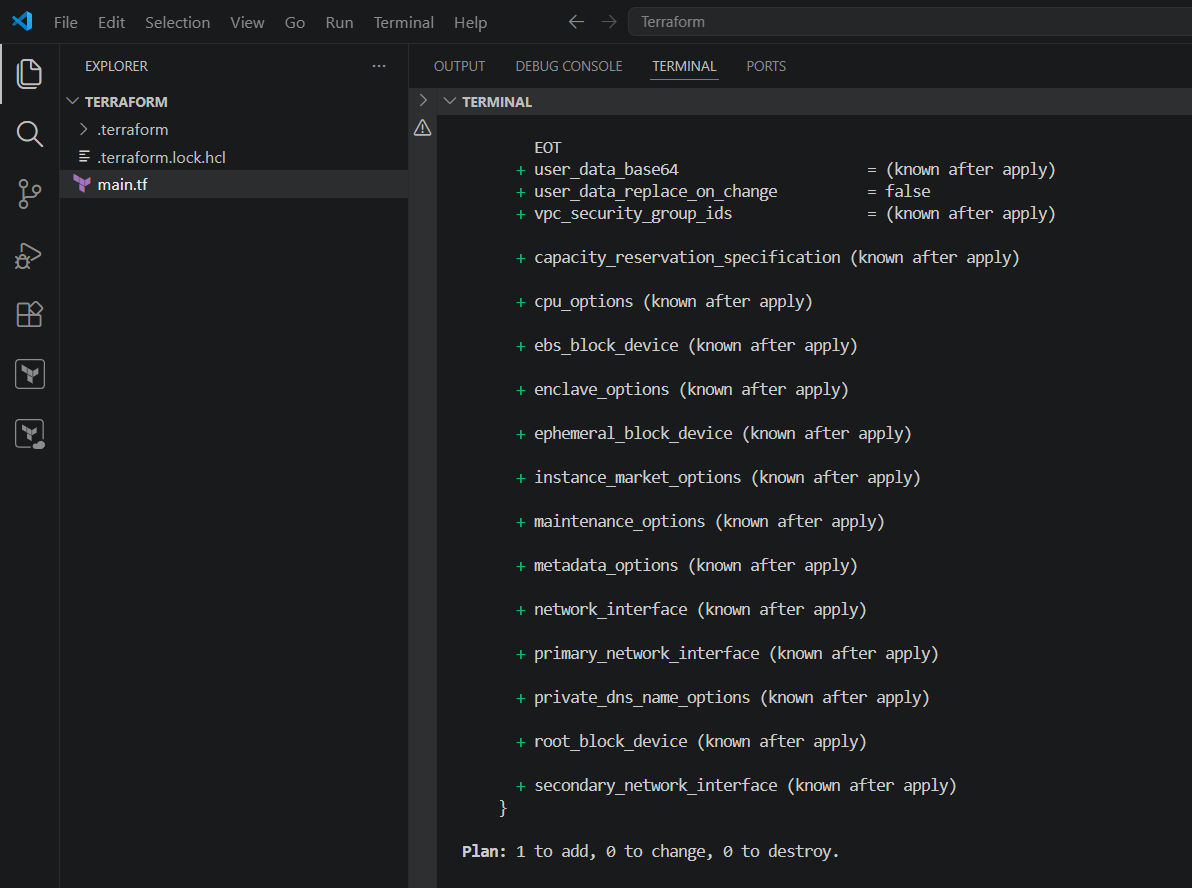 File Edit Selection View Go Run Terminal Help
Terraform
EXPLORER
TERRAFORM
.terraform
.terraform.lock.hcl
main.tf
OUTPUT DEBUG CONSOLE TERMINAL PORTS
TERMINAL
EOT
+ user_data_base64 = (known after apply)
+ user_data_replace_on_change = false
+ vpc_security_group_ids = (known after apply)
+ capacity_reservation_specification (known after apply)
+ cpu_options (known after apply)
+ ebs_block_device (known after apply)
+ enclave_options (known after apply)
+ ephemeral_block_device (known after apply)
+ instance_market_options (known after apply)
+ maintenance_options (known after apply)
+ metadata_options (known after apply)
+ network_interface (known after apply)
+ primary_network_interface (known after apply)
+ private_dns_name_options (known after apply)
+ root_block_device (known after apply)
+ secondary_network_interface (known after apply)
}
Plan: 1 to add, 0 to change, 0 to destroy.